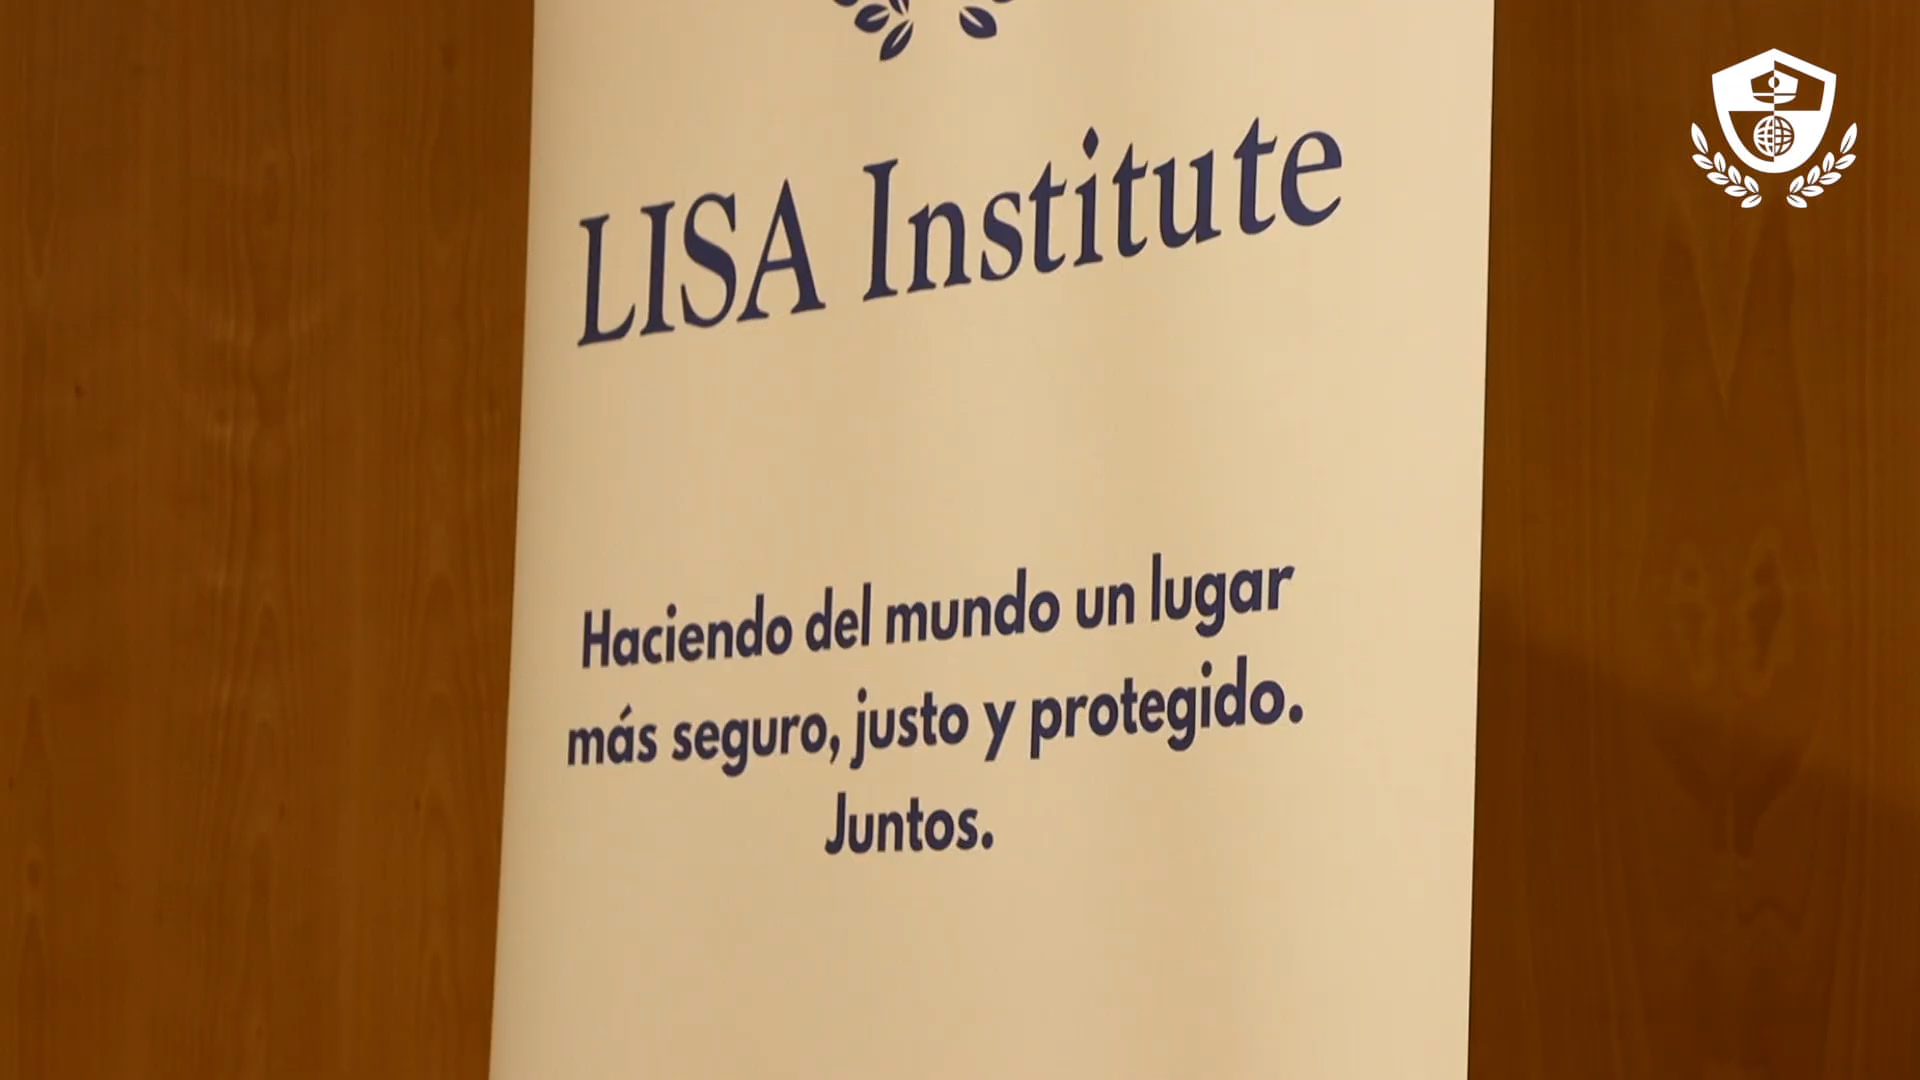 LISA Institute
Haciendo del mundo un lugar
más seguro, justo y protegido.
Juntos.